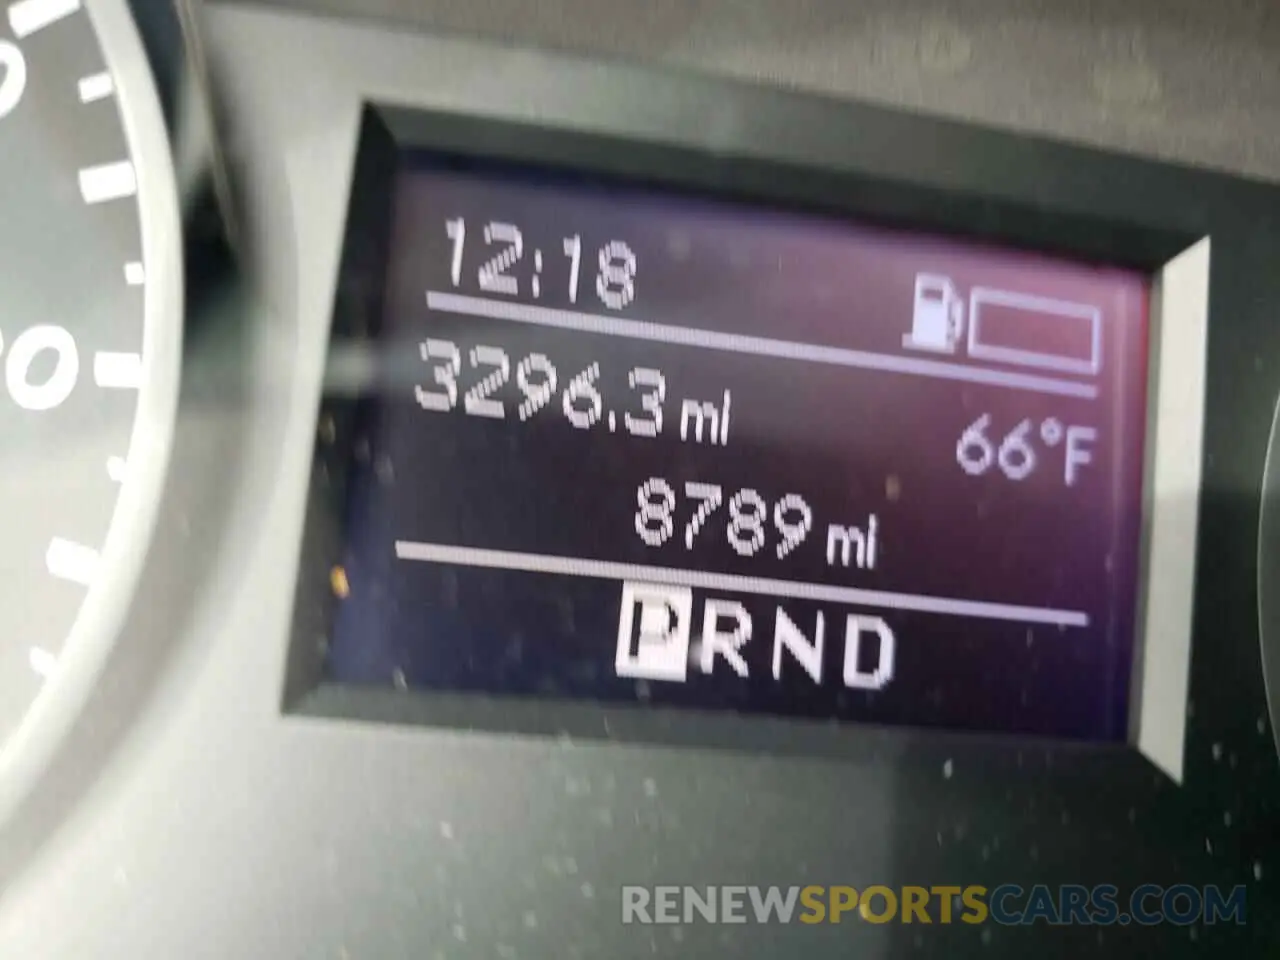 12:18
3296.3 mi
66°F
8789 mi
PRND
RENEWSPORTSCARS.COM